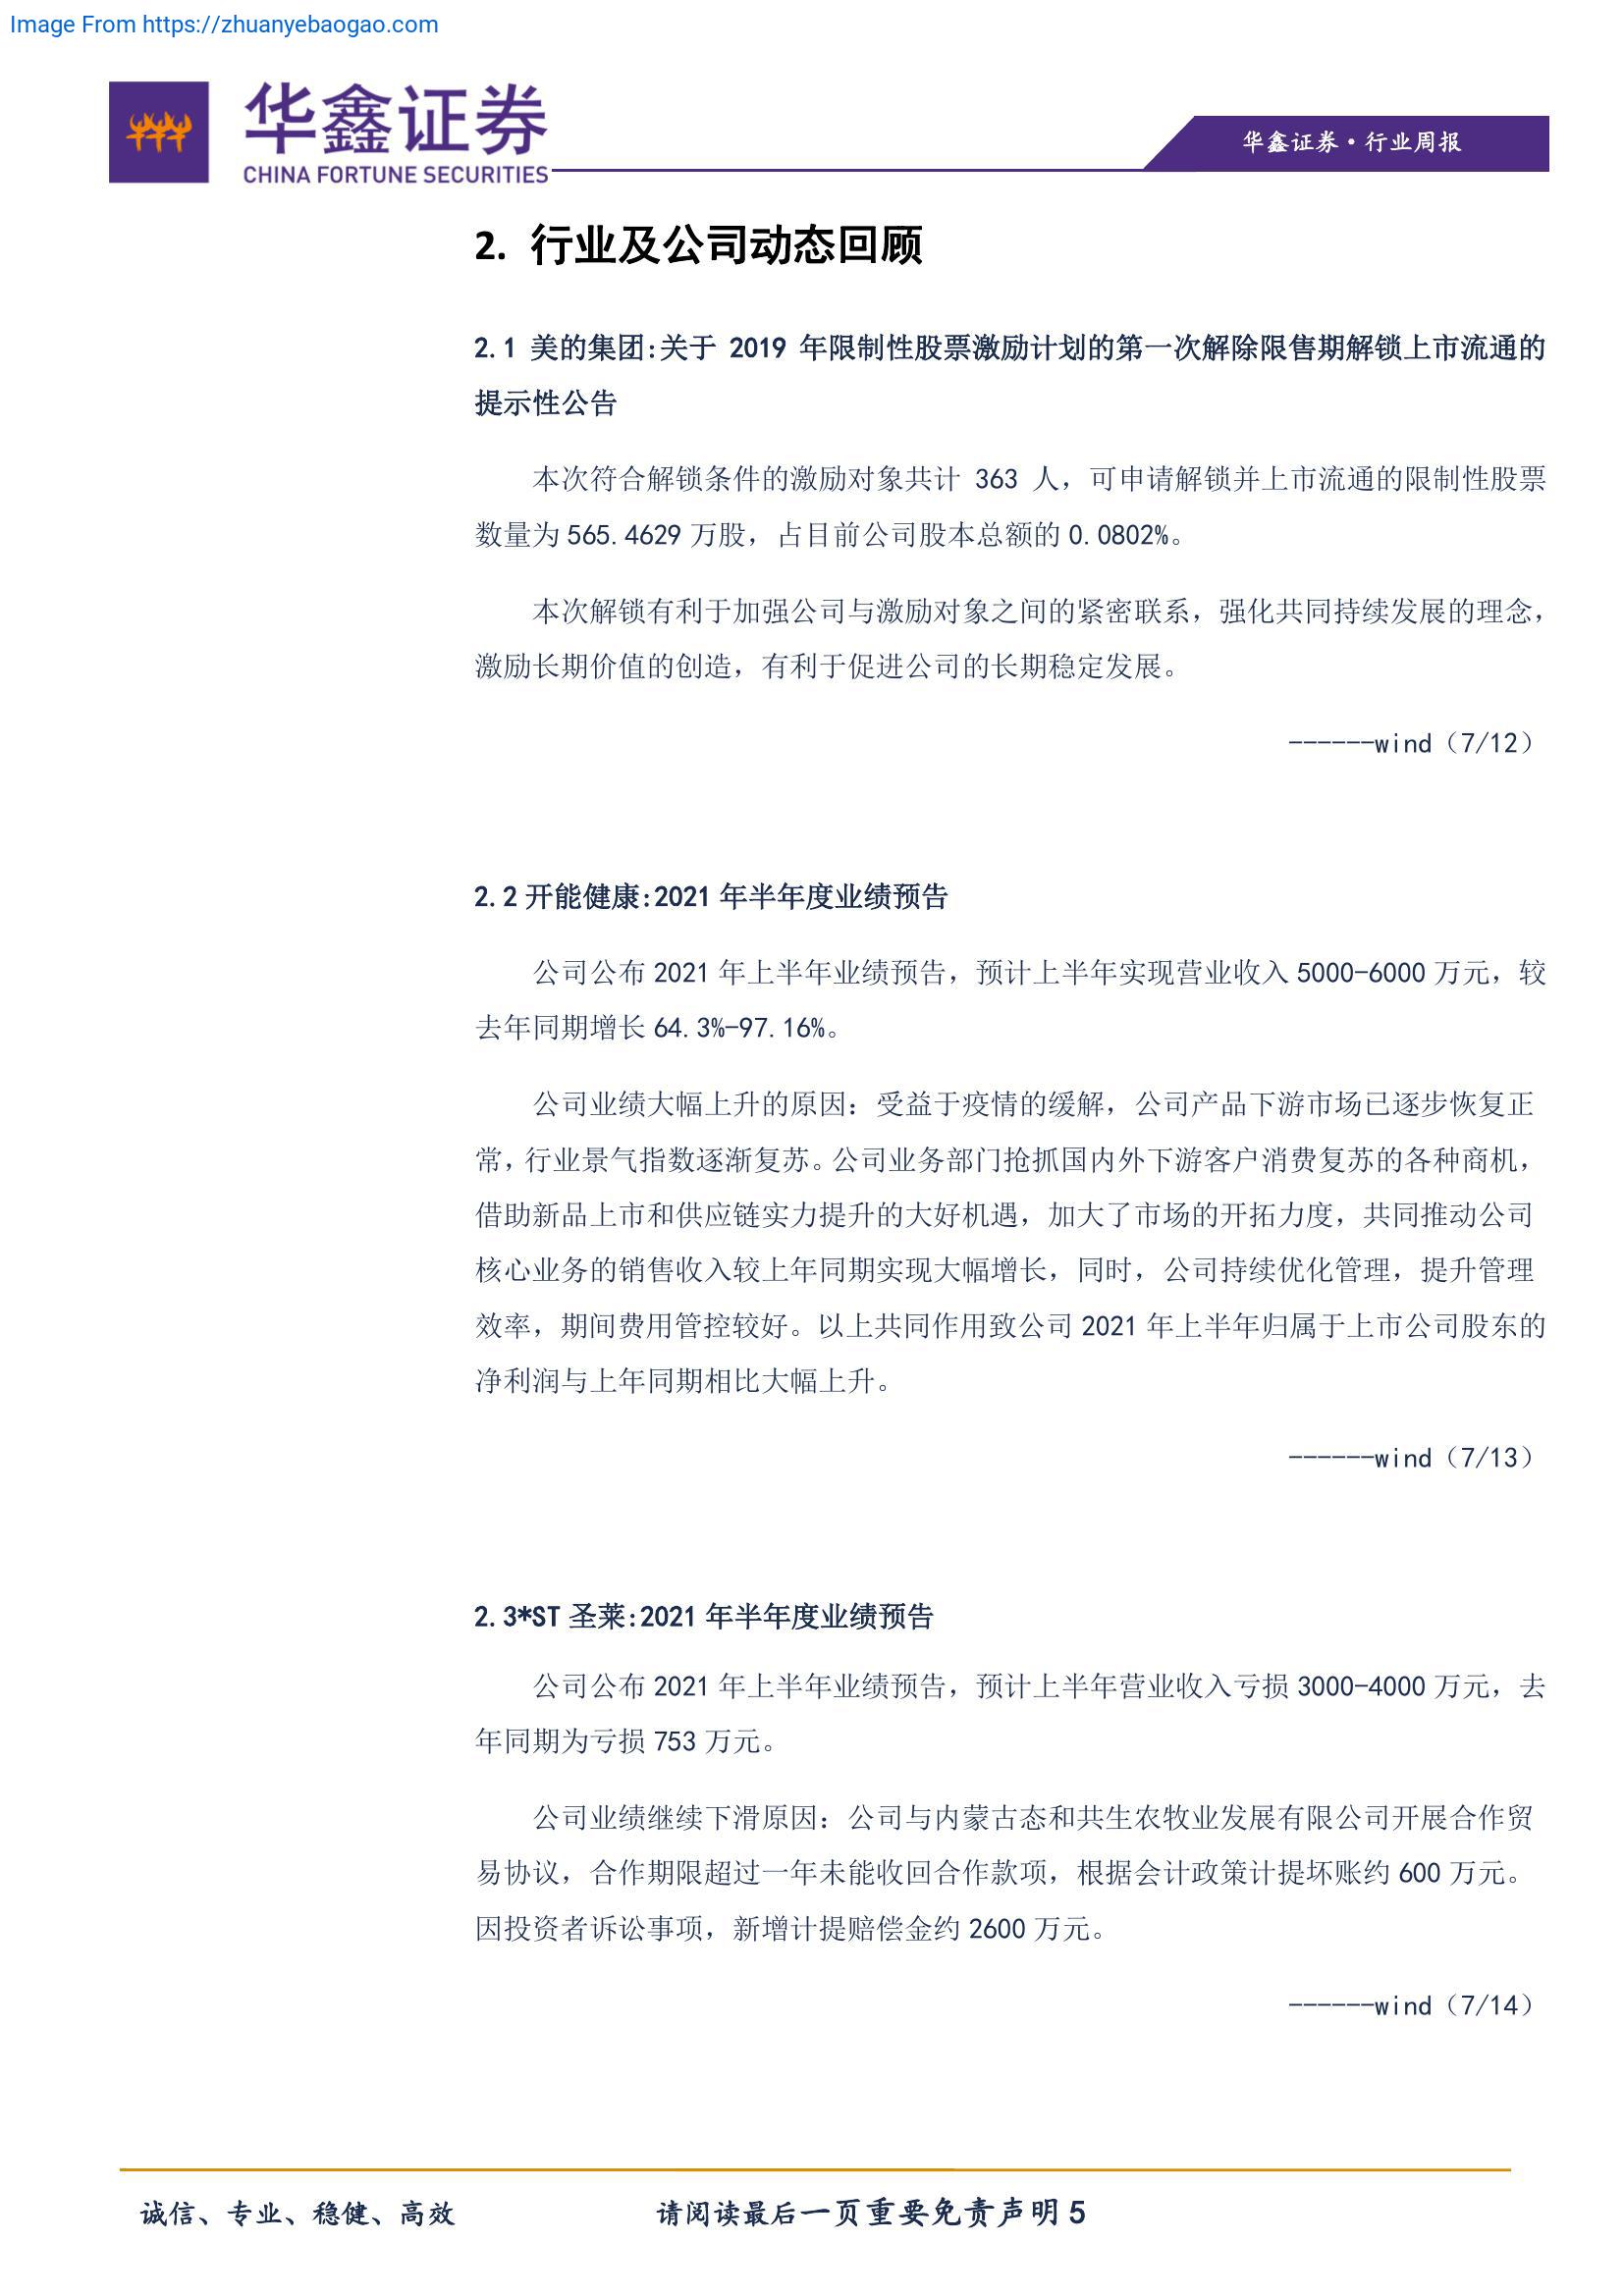 Image From https://zhuanyebaogao.com
华鑫证券
CHINA FORTUNE SECURITIES
华鑫证券·行业周报
2. 行业及公司动态回顾
2.1 美的集团:关于 2019 年限制性股票激励计划的第一次解除限售期解锁上市流通的
提示性公告
本次符合解锁条件的激励对象共计 363 人，可申请解锁并上市流通的限制性股票
数量为 565.4629 万股，占目前公司股本总额的 0.0802%。
本次解锁有利于加强公司与激励对象之间的紧密联系，强化共同持续发展的理念，
激励长期价值的创造，有利于促进公司的长期稳定发展。
------wind（7/12）
2.2 开能健康:2021 年半年度业绩预告
公司公布 2021 年上半年业绩预告，预计上半年实现营业收入 5000-6000 万元，较
去年同期增长 64.3%-97.16%。
公司业绩大幅上升的原因：受益于疫情的缓解，公司产品下游市场已逐步恢复正
常，行业景气指数逐渐复苏。公司业务部门抢抓国内外下游客户消费复苏的各种商机，
借助新品上市和供应链实力提升的大好机遇，加大了市场的开拓力度，共同推动公司
核心业务的销售收入较上年同期实现大幅增长，同时，公司持续优化管理，提升管理
效率，期间费用管控较好。以上共同作用致公司 2021 年上半年归属于上市公司股东的
净利润与上年同期相比大幅上升。
------wind（7/13）
2.3*ST 圣莱:2021 年半年度业绩预告
公司公布 2021 年上半年业绩预告，预计上半年营业收入亏损 3000-4000 万元，去
年同期为亏损 753 万元。
公司业绩继续下滑原因：公司与内蒙古态和共生农牧业发展有限公司开展合作贸
易协议，合作期限超过一年未能收回合作款项，根据会计政策计提坏账约 600 万元。
因投资者诉讼事项，新增计提赔偿金约 2600 万元。
------wind（7/14）
诚信、专业、稳健、高效
请阅读最后一页重要免责声明 5